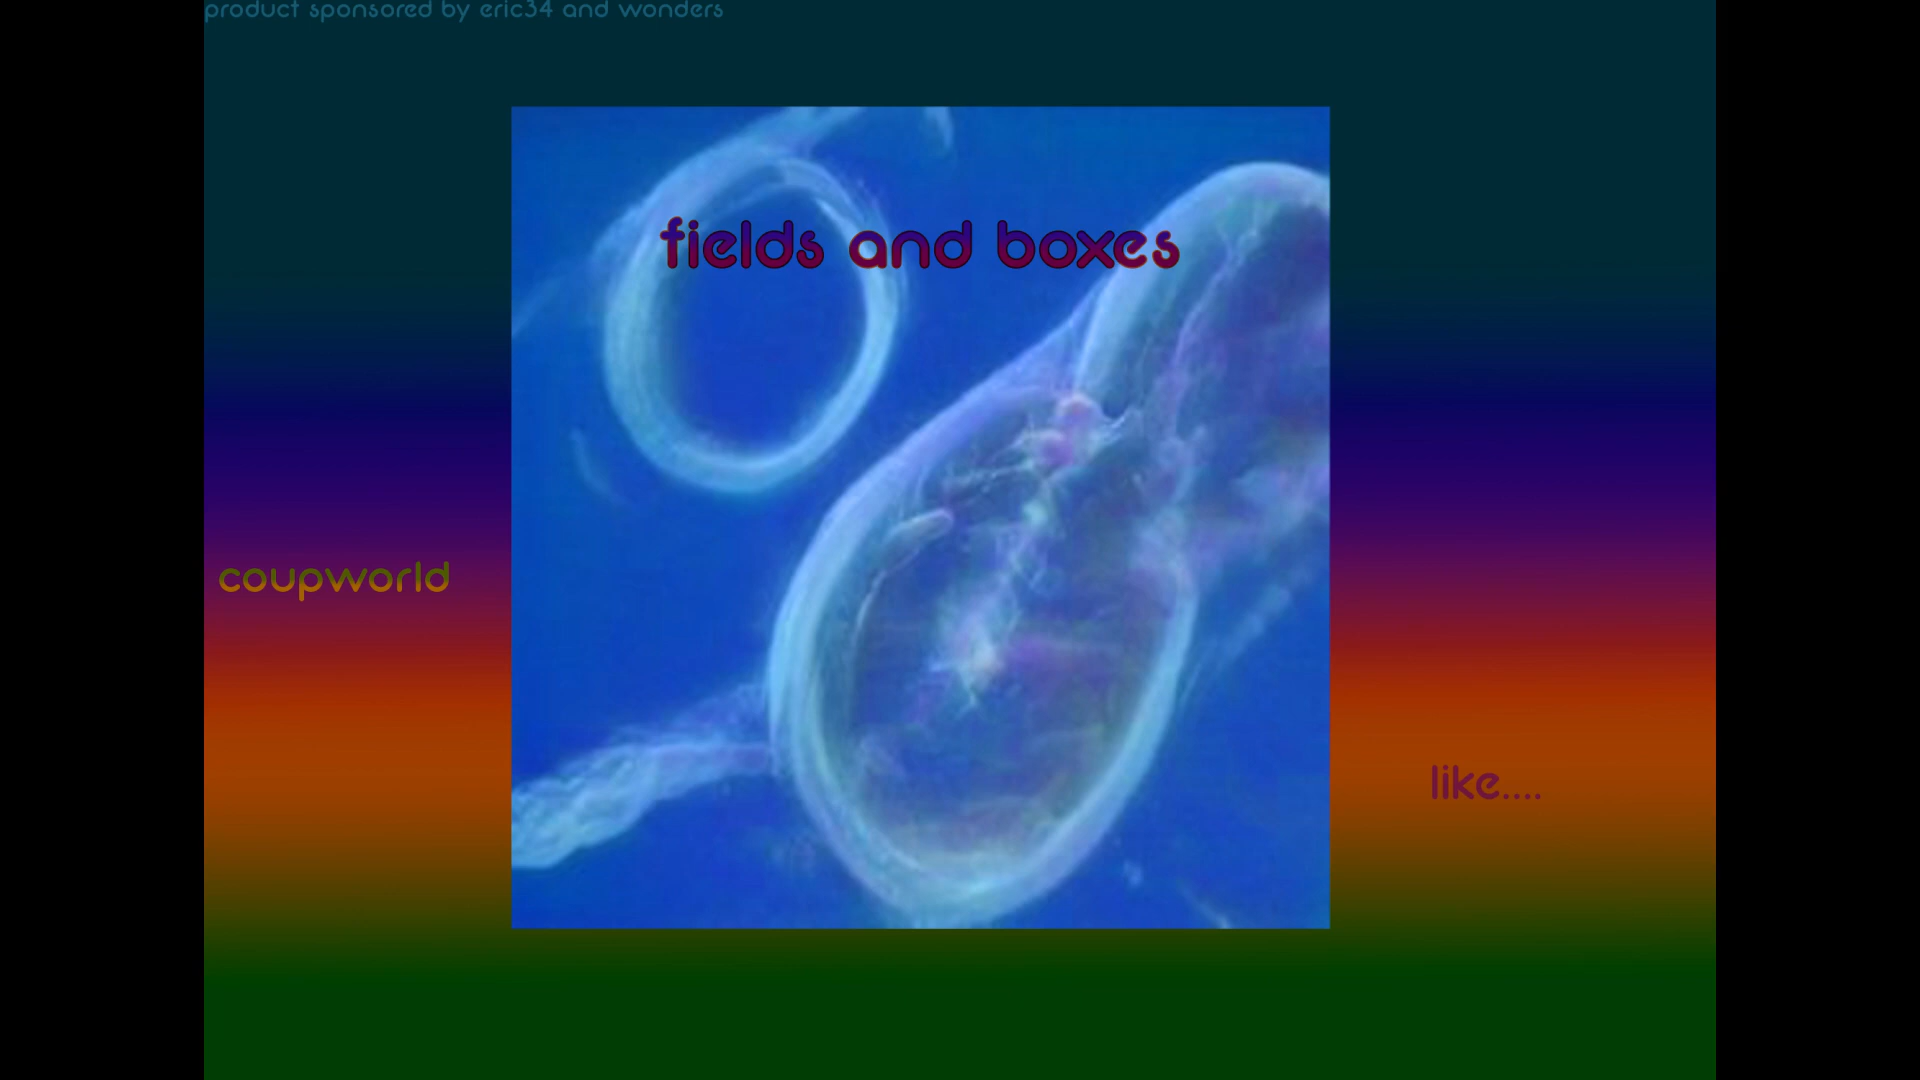 product sponsored by eric34 and wonders
fields and boxes
coupworld
like....